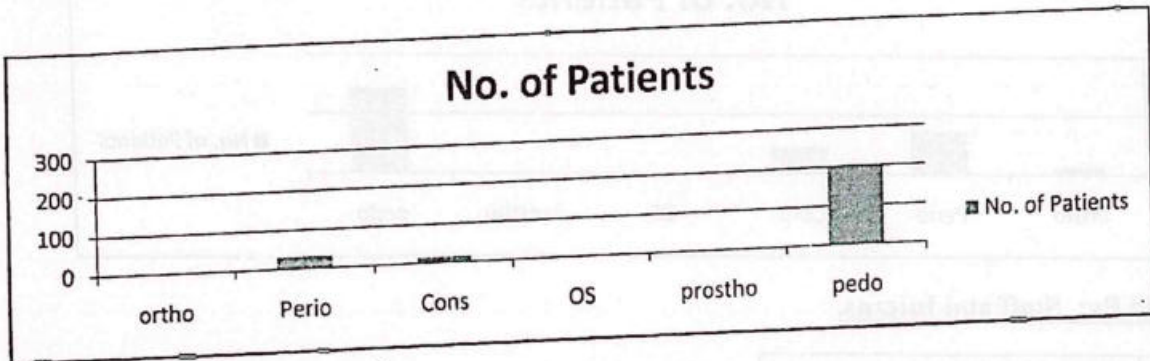 No. of Patients
300
200
100
0
ortho
Perio
Cons
OS
prostho
pedo
No. of Patients